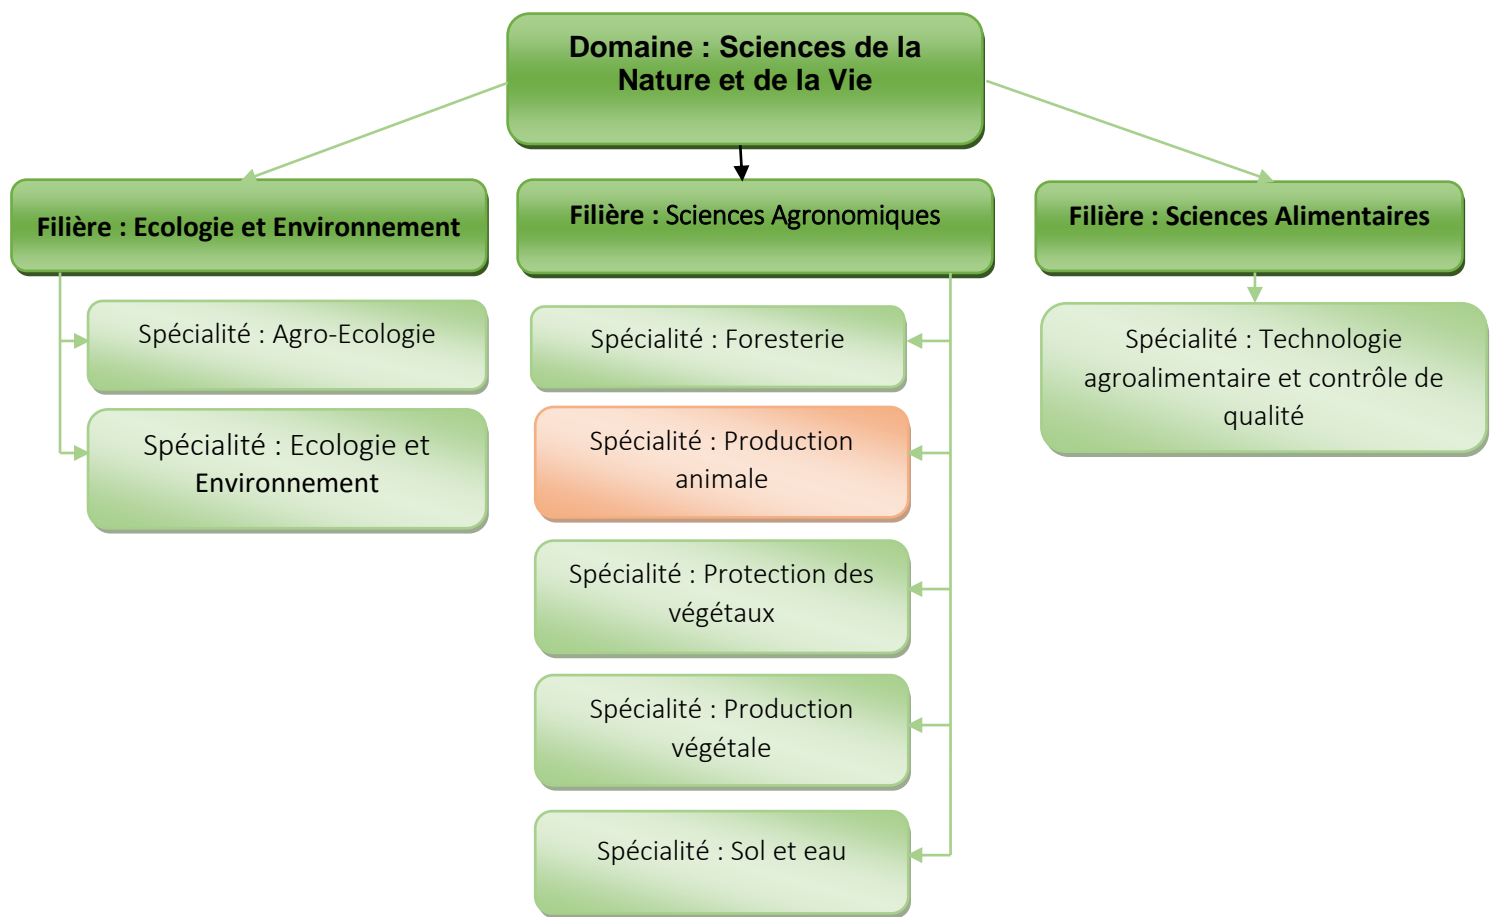 Domaine : Sciences de la
Nature et de la Vie
Filière : Ecologie et Environnement
Filière : Sciences Agronomiques
Filière : Sciences Alimentaires
Spécialité : Agro-Ecologie
Spécialité : Ecologie et
Environnement
Spécialité : Foresterie
Spécialité : Production
animale
Spécialité : Protection des
végétaux
Spécialité : Production
végétale
Spécialité : Sol et eau
Spécialité : Technologie
agroalimentaire et contrôle de
qualité